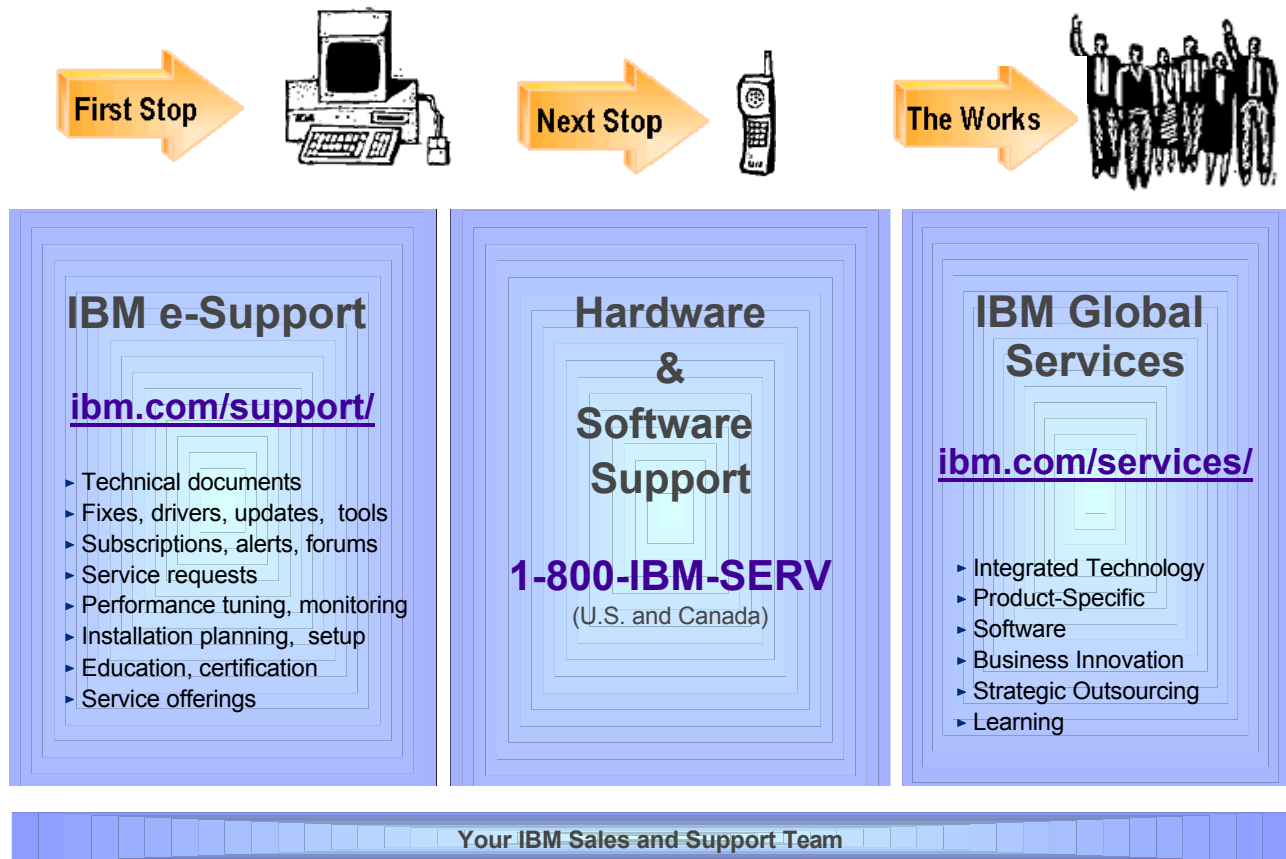 First Stop
Next Stop
The Works
IBM e-Support
ibm.com/support/
► Technical documents
► Fixes, drivers, updates, tools
► Subscriptions, alerts, forums
► Service requests
► Performance tuning, monitoring
► Installation planning, setup
► Education, certification
► Service offerings
Hardware
&
Software
Support
1-800-IBM-SERV
(U.S. and Canada)
IBM Global
Services
ibm.com/services/
► Integrated Technology
► Product-Specific
► Software
► Business Innovation
► Strategic Outsourcing
► Learning
Your IBM Sales and Support Team